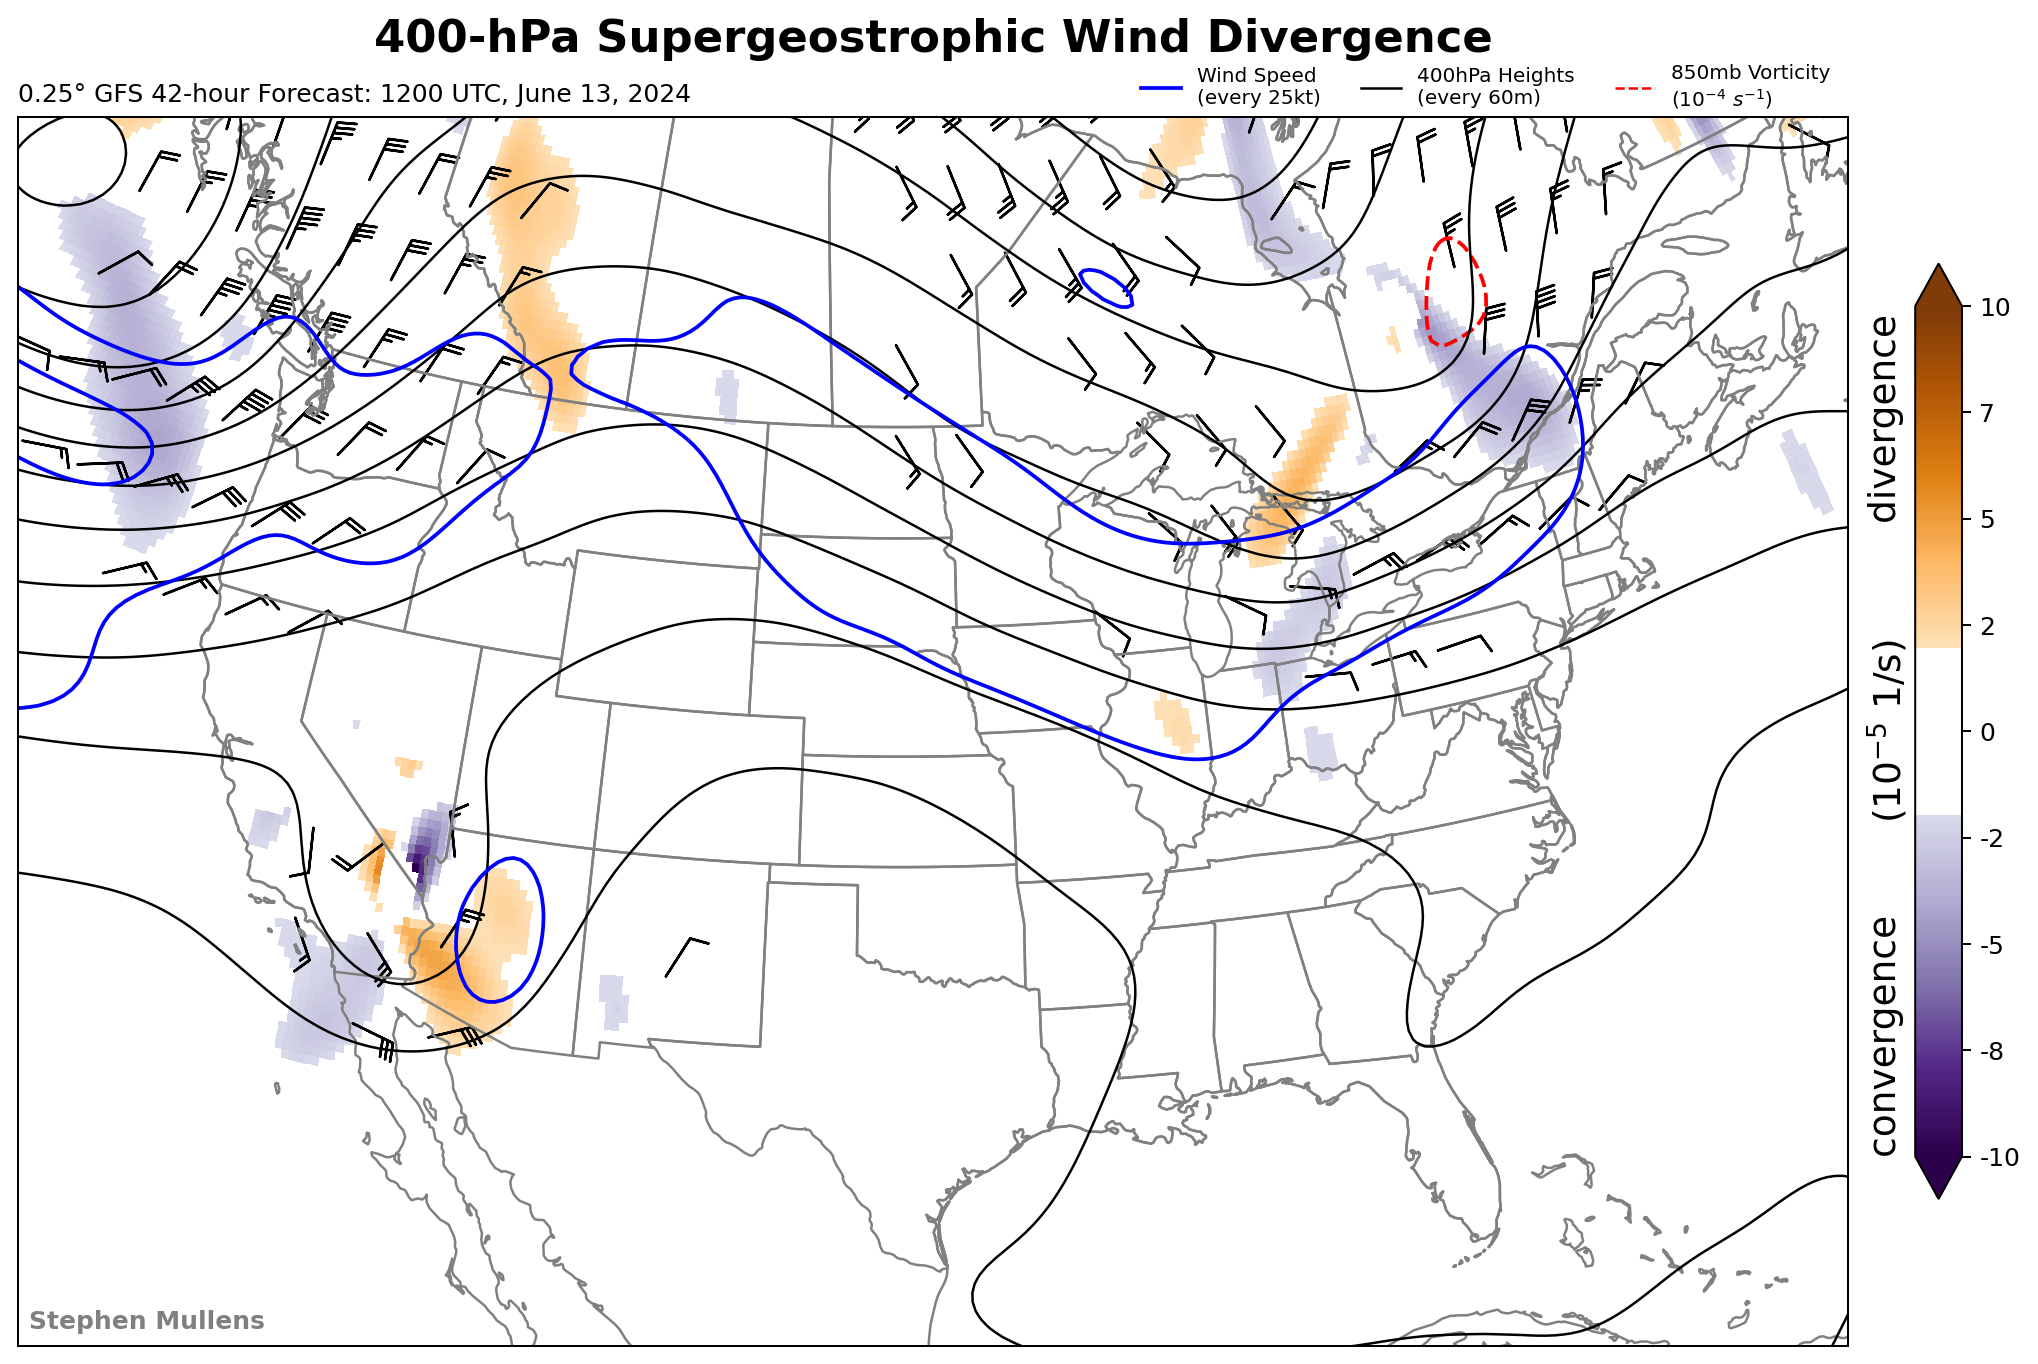 400-hPa Supergeostrophic Wind Divergence
0.25° GFS 42-hour Forecast: 1200 UTC, June 13, 2024
Wind Speed
(every 25kt)
400hPa Heights
(every 60m)
850mb Vorticity
(10⁻⁴ s⁻¹)
10
7
5
2
0
-2
-5
-8
-10
convergence (10⁻⁵ 1/s) divergence
Stephen Mullens